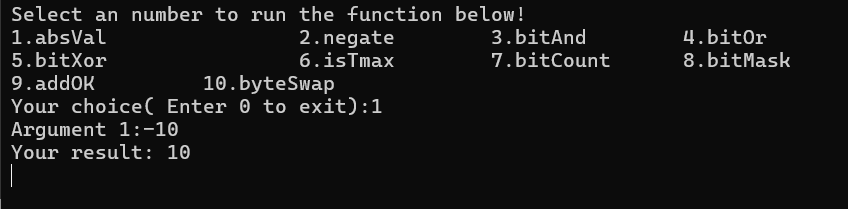 Select an number to run the function below!
1.absVal 2.negate 3.bitAnd 4.bitOr
5.bitXor 6.isTmax 7.bitCount 8.bitMask
9.addOK 10.byteSwap
Your choice( Enter 0 to exit):1
Argument 1:-10
Your result: 10